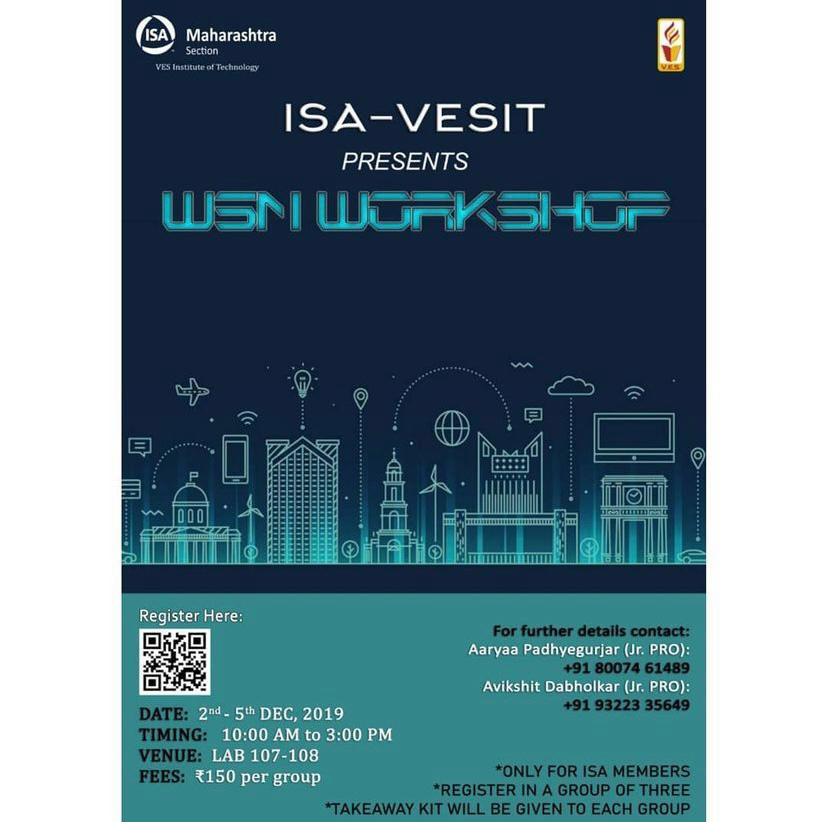 ISA Maharashtra
Section
VES Institute of Technology
V.E.S.
ISA-VESIT
PRESENTS
WSN WORKSHOP
Register Here:
DATE: 2nd - 5th DEC, 2019
TIMING: 10:00 AM to 3:00 PM
VENUE: LAB 107-108
FEES: ₹150 per group
For further details contact:
Aaryaa Padhyegurjar (Jr. PRO):
+91 80074 61489
Avikshit Dabholkar (Jr. PRO):
+91 93223 35649
*ONLY FOR ISA MEMBERS
*REGISTER IN A GROUP OF THREE
*TAKEAWAY KIT WILL BE GIVEN TO EACH GROUP